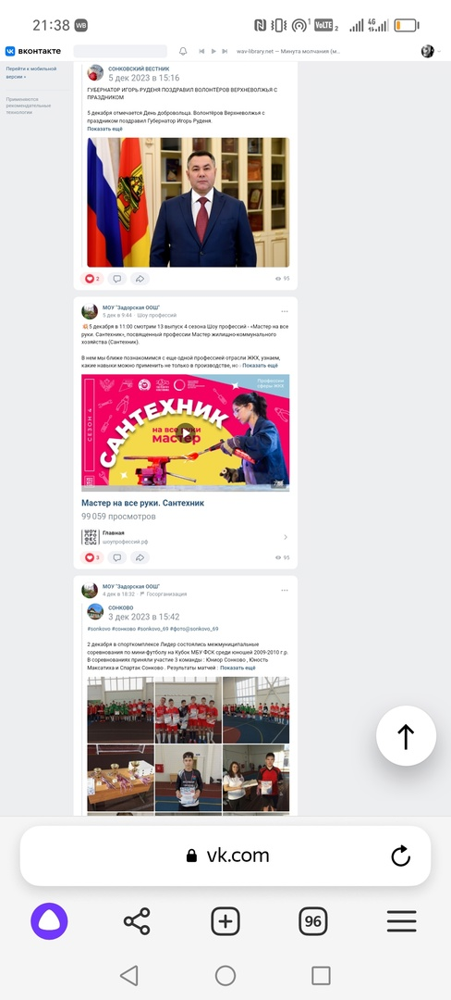 21:38
WB
VoLTE 2
4G
вконтакте
wav-library.net — Минута молчания (м...
Перейти к мобильной
версии »
Применяются
рекомендательные
технологии
СОНКОВСКИЙ ВЕСТНИК
5 дек 2023 в 15:16
ГУБЕРНАТОР ИГОРЬ РУДЕНЯ ПОЗДРАВИЛ ВОЛОНТЁРОВ ВЕРХНЕВОЛЖЬЯ С
ПРАЗДНИКОМ
5 декабря отмечается День добровольца. Волонтёров Верхневолжья с
праздником поздравил Губернатор Игорь Руденя.
Показать ещё
2
95
МОУ "Задорская ООШ"
5 дек в 9:44 · Шоу профессий
5 декабря в 11:00 смотрим 13 выпуск 4 сезона Шоу профессий - «Мастер на все
руки. Сантехник», посвященный профессии Мастер жилищно-коммунального
хозяйства (Сантехник).
В нем мы ближе познакомимся с еще одной профессией отрасли ЖКХ, узнаем,
какие навыки можно применить не только в производстве, но Показать ещё
Профессии
сферы ЖКХ
СЕЗОН 4
САНТЕХНИК
на все руки
мастер
Мастер на все руки. Сантехник
99 059 просмотров
Главная
шоупрофессий.рф
3
95
МОУ "Задорская ООШ"
4 дек в 18:32 · Госорганизация
СОНКОВО
3 дек 2023 в 15:42
#sonkovo #сонково #sonkovo_69 #фото@sonkovo_69
2 декабря в спорткомплексе Лидер состоялись межмуниципальные
соревнования по мини-футболу на Кубок МБУ ФСК среди юношей 2009-2010 г.р.
В соревнованиях приняли участие 3 команды : Юниор Сонково , Юность
Максатиха и Спартак Сонково . Результаты матчей : Показать ещё
vk.com
96